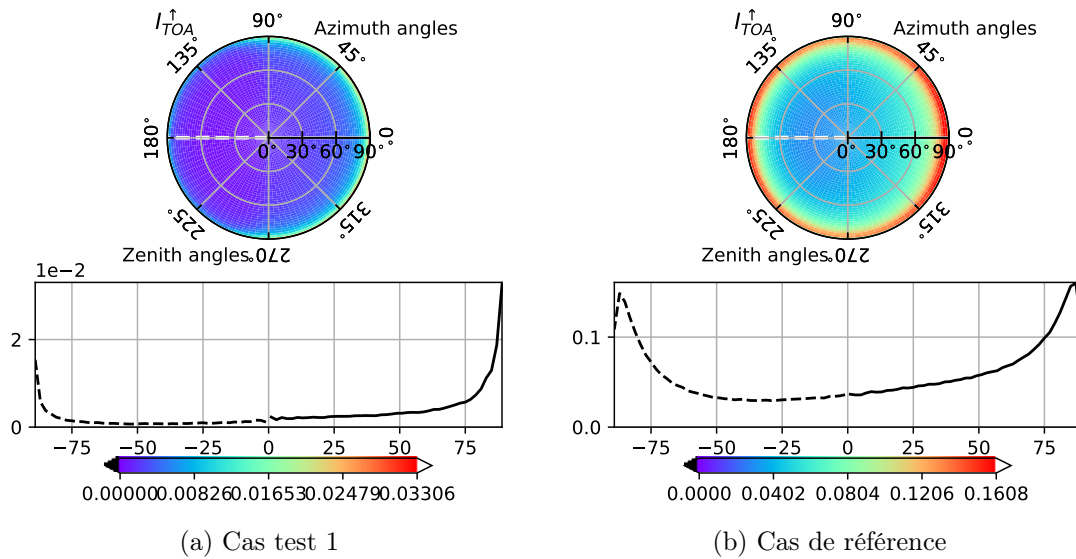 I↑TOA
90°
Azimuth angles
135°
45°
180°
0°
0° 30° 60° 90°
225°
315°
Zenith angles
270°
1e−2
2
0
−75 −50 −25 0 25 50 75
0.00000 0.00826 0.01653 0.02479 0.03306
(a) Cas test 1
I↑TOA
90°
Azimuth angles
135°
45°
180°
0°
0° 30° 60° 90°
225°
315°
Zenith angles
270°
0.1
0.0
−75 −50 −25 0 25 50 75
0.0000 0.0402 0.0804 0.1206 0.1608
(b) Cas de référence